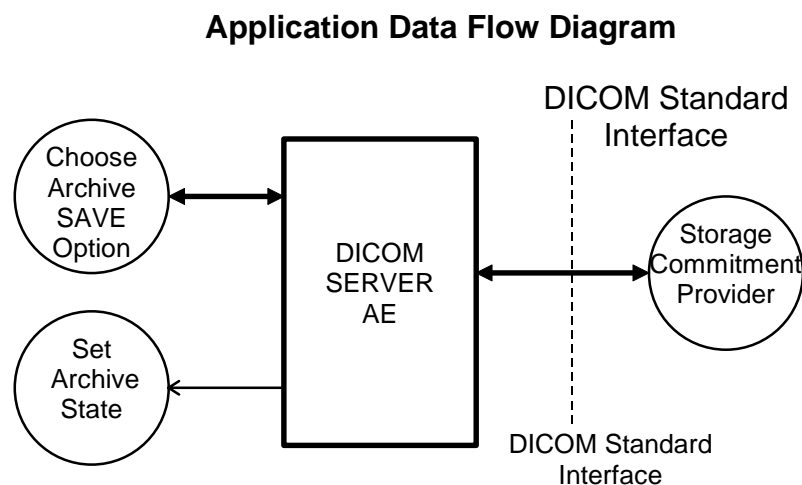 Application Data Flow Diagram
DICOM Standard
Interface
Choose
Archive
SAVE
Option
DICOM
SERVER
AE
Storage
Commitment
Provider
Set
Archive
State
DICOM Standard
Interface